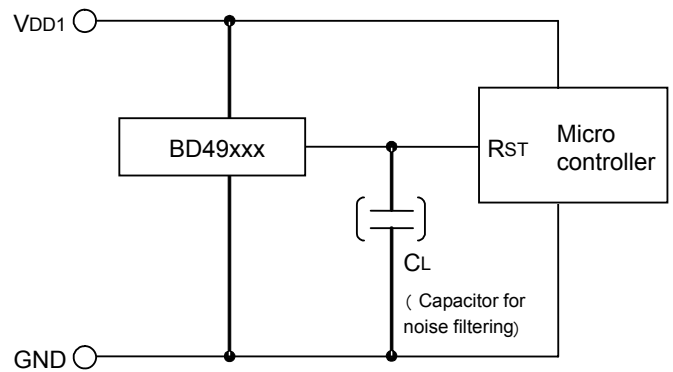 VDD1
BD49xxx
RST
Micro
controller
CL
( Capacitor for
noise filtering)
GND